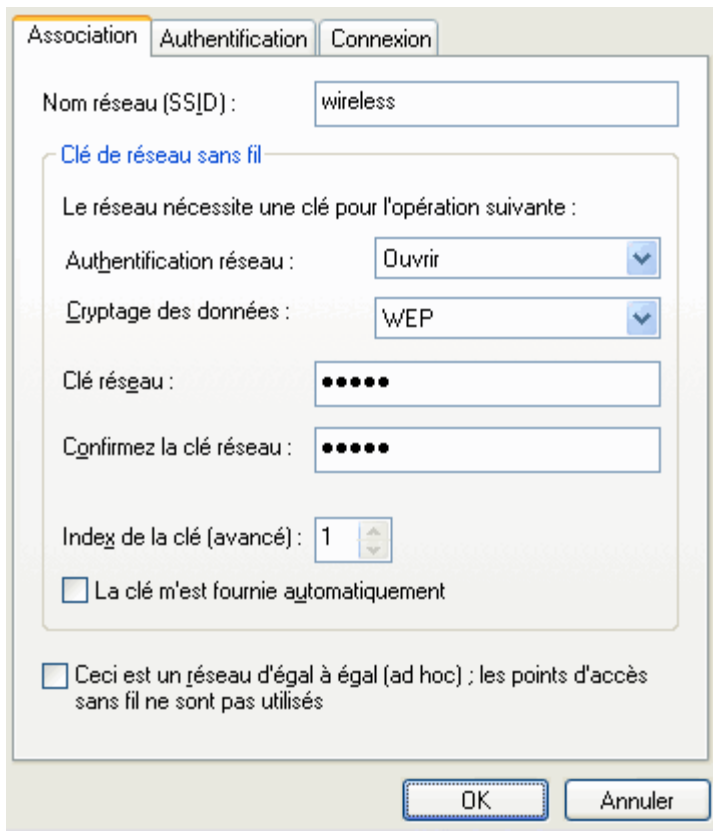 Association Authentification Connexion
Nom réseau (SSID) : wireless
Clé de réseau sans fil
Le réseau nécessite une clé pour l'opération suivante :
Authentification réseau : Ouvrir
Cryptage des données : WEP
Clé réseau : •••••
Confirmez la clé réseau : •••••
Index de la clé (avancé) : 1
La clé m'est fournie automatiquement
Ceci est un réseau d'égal à égal (ad hoc) ; les points d'accès
sans fil ne sont pas utilisés
OK Annuler